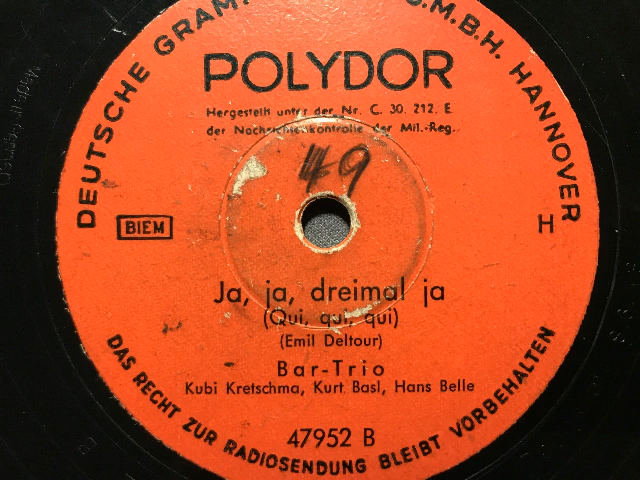 DEUTSCHE GRAM G.M.B.H. HANNOVER
POLYDOR
Hergestellt unter der Nr. C. 30. 212. E
der Nachrichtenkontrolle der Mil.-Reg.
49
BIEM
H
Ja, ja, dreimal ja
(Qui, qui, qui)
(Emil Deltour)
Bar-Trio
Kubi Kretschma, Kurt Basl, Hans Belle
47952 B
DAS RECHT ZUR RADIOSENDUNG BLEIBT VORBEHALTEN